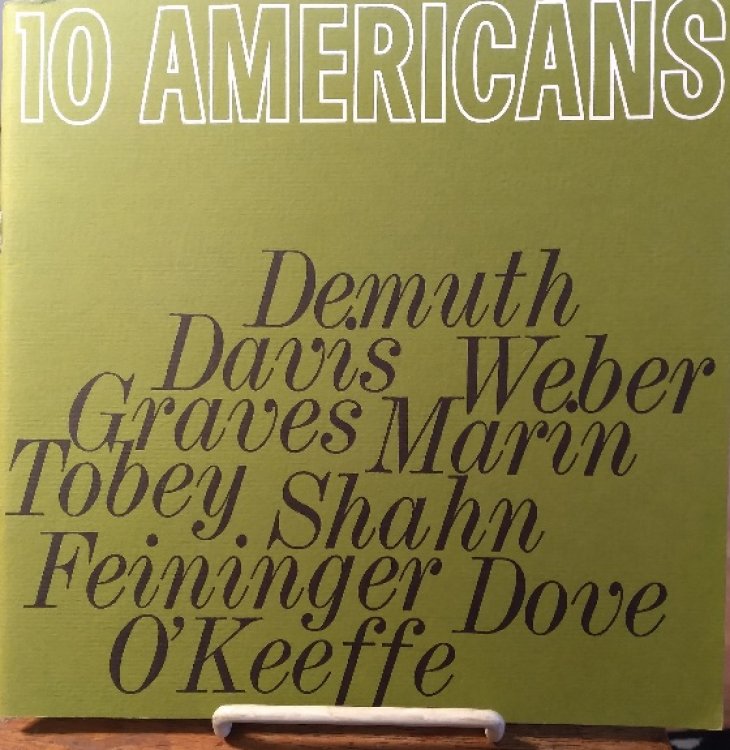 10 AMERICANS
Demuth
Davis Weber
Graves Marin
Tobey Shahn
Feininger Dove
O'Keeffe